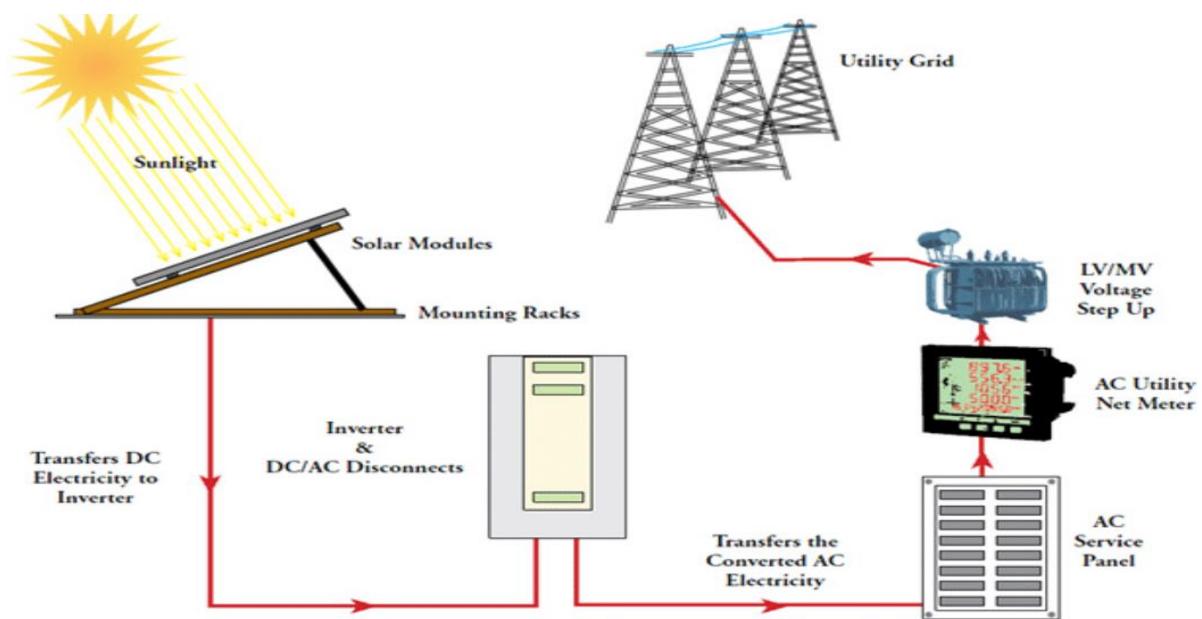 Utility Grid
Sunlight
Solar Modules
LV/MV
Voltage
Step Up
Mounting Racks
AC Utility
Net Meter
Inverter
&
DC/AC Disconnects
Transfers DC
Electricity to
Inverter
AC
Service
Panel
Transfers the
Converted AC
Electricity